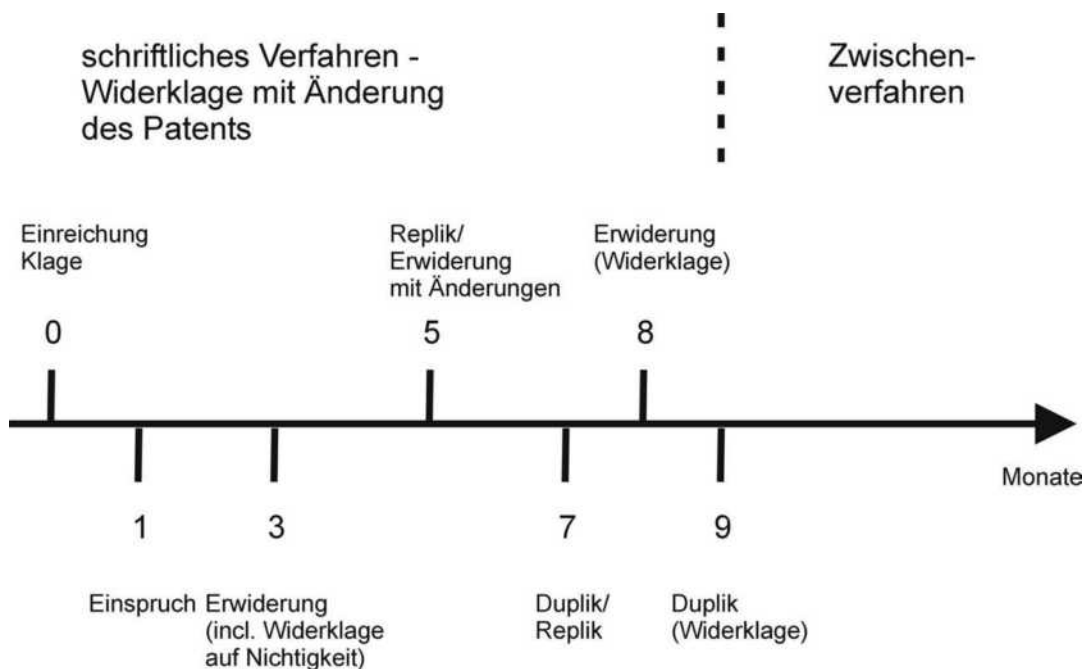 schriftliches Verfahren -
Widerklage mit Änderung
des Patents
Zwischen-
verfahren
Einreichung
Klage
Replik/
Erwiderung
mit Änderungen
Erwiderung
(Widerklage)
0
5
8
Monate
1
3
7
9
Einspruch
Erwiderung
(incl. Widerklage
auf Nichtigkeit)
Duplik/
Replik
Duplik
(Widerklage)